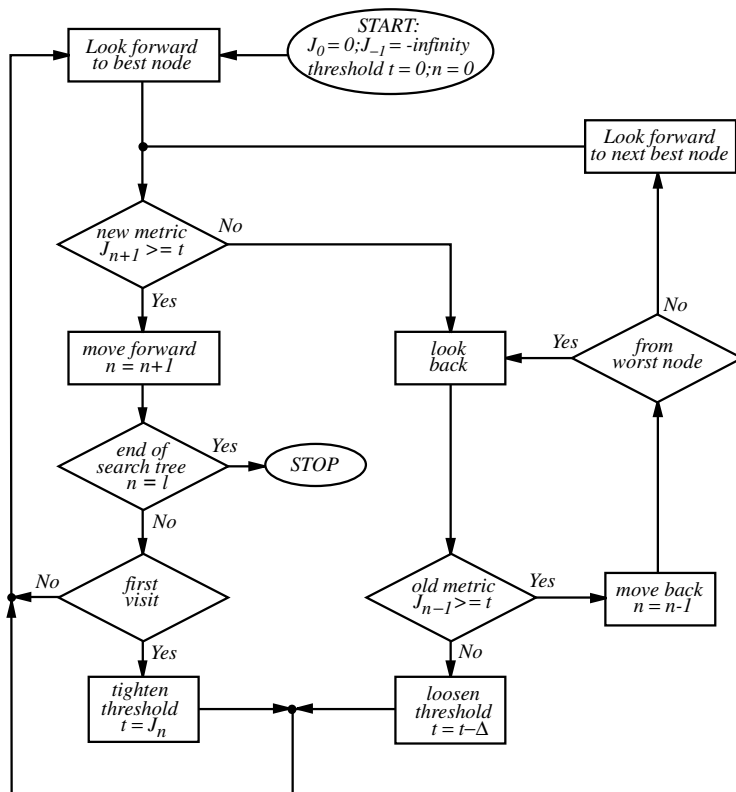 START:
J₀ = 0; J₋₁ = -infinity
threshold t = 0; n = 0
Look forward
to best node
Look forward
to next best node
new metric
Jₙ₊₁ >= t
No
Yes
move forward
n = n+1
look
back
Yes
No
from
worst node
end of
search tree
n = l
Yes
STOP
No
first
visit
No
Yes
old metric
Jₙ₋₁ >= t
Yes
No
move back
n = n-1
tighten
threshold
t = Jₙ
loosen
threshold
t = t−Δ